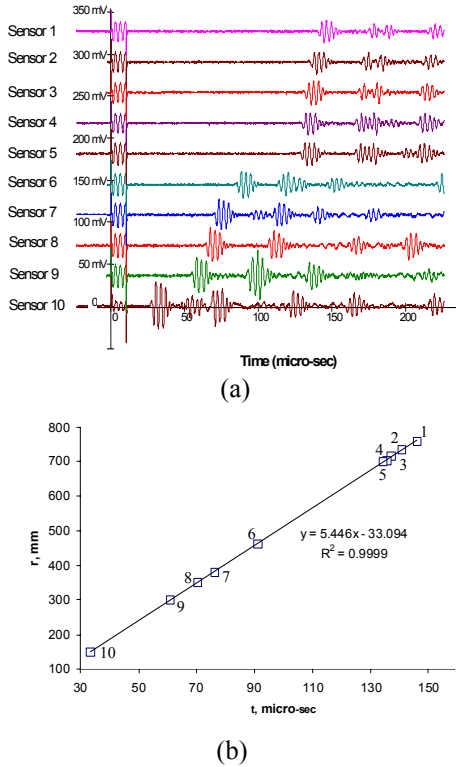 350 mV
Sensor 1
300 mV
Sensor 2
Sensor 3
250 mV
Sensor 4
200 mV
Sensor 5
Sensor 6
150 mV
Sensor 7
100 mV
Sensor 8
50 mV
Sensor 9
Sensor 10
0
0 50 100 150 200
Time (micro-sec)
(a)
800
700
600
500
400
300
200
100
r, mm
1
2
4
5
3
6
y = 5.446x - 33.094
R² = 0.9999
8
7
9
10
30 50 70 90 110 130 150
t, micro-sec
(b)